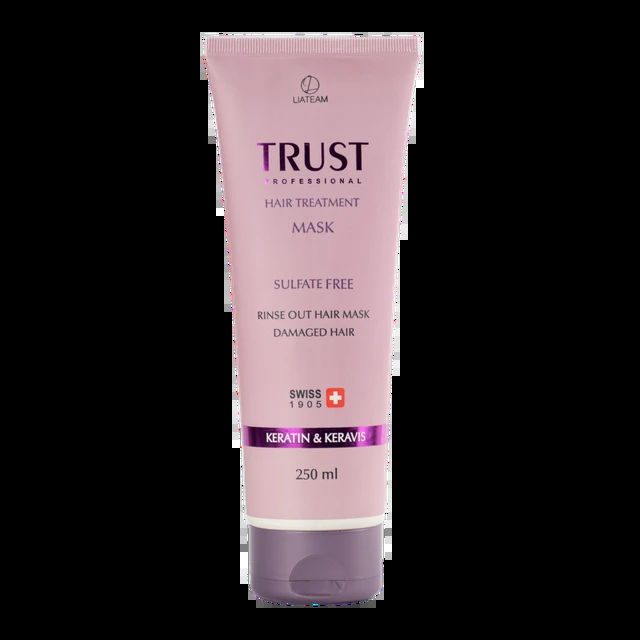 LIATEAM
TRUST
PROFESSIONAL
HAIR TREATMENT
MASK
SULFATE FREE
RINSE OUT HAIR MASK
DAMAGED HAIR
SWISS
1905
KERATIN & KERAVIS
250 ml